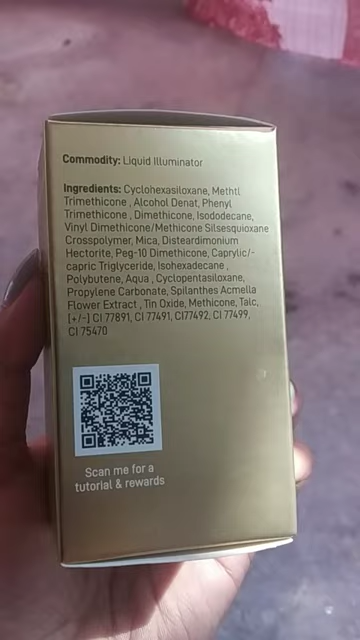 Commodity: Liquid Illuminator
Ingredients: Cyclohexasiloxane, Methtl
Trimethicone , Alcohol Denat, Phenyl
Trimethicone , Dimethicone, Isododecane,
Vinyl Dimethicone/Methicone Silsesquioxane
Crosspolymer, Mica, Disteardimonium
Hectorite, Peg-10 Dimethicone, Caprylic/-
capric Triglyceride, Isohexadecane ,
Polybutene, Aqua , Cyclopentasiloxane,
Propylene Carbonate, Spilanthes Acmella
Flower Extract , Tin Oxide, Methicone, Talc,
[+/-] CI 77891, CI 77491, CI77492, CI 77499,
CI 75470
Scan me for a
tutorial & rewards